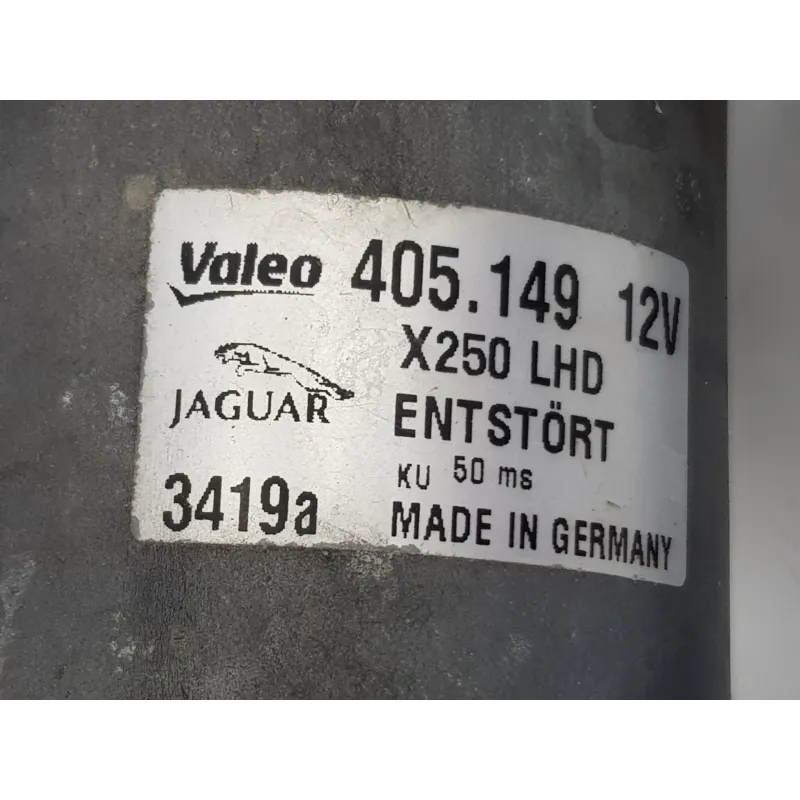 Valeo 405.149 12V
X250 LHD
JAGUAR
ENTSTÖRT
KU 50 ms
3419a
MADE IN GERMANY